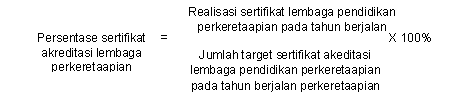 Realisasi sertifikat lembaga pendidikan
perkeretaapian pada tahun berjalan
Persentase sertifikat = X 100%
akreditasi lembaga
perkeretaapian
Jumlah target sertifikat akeditasi
lembaga pendidikan perkeretaapian
pada tahun berjalan perkeretaapian